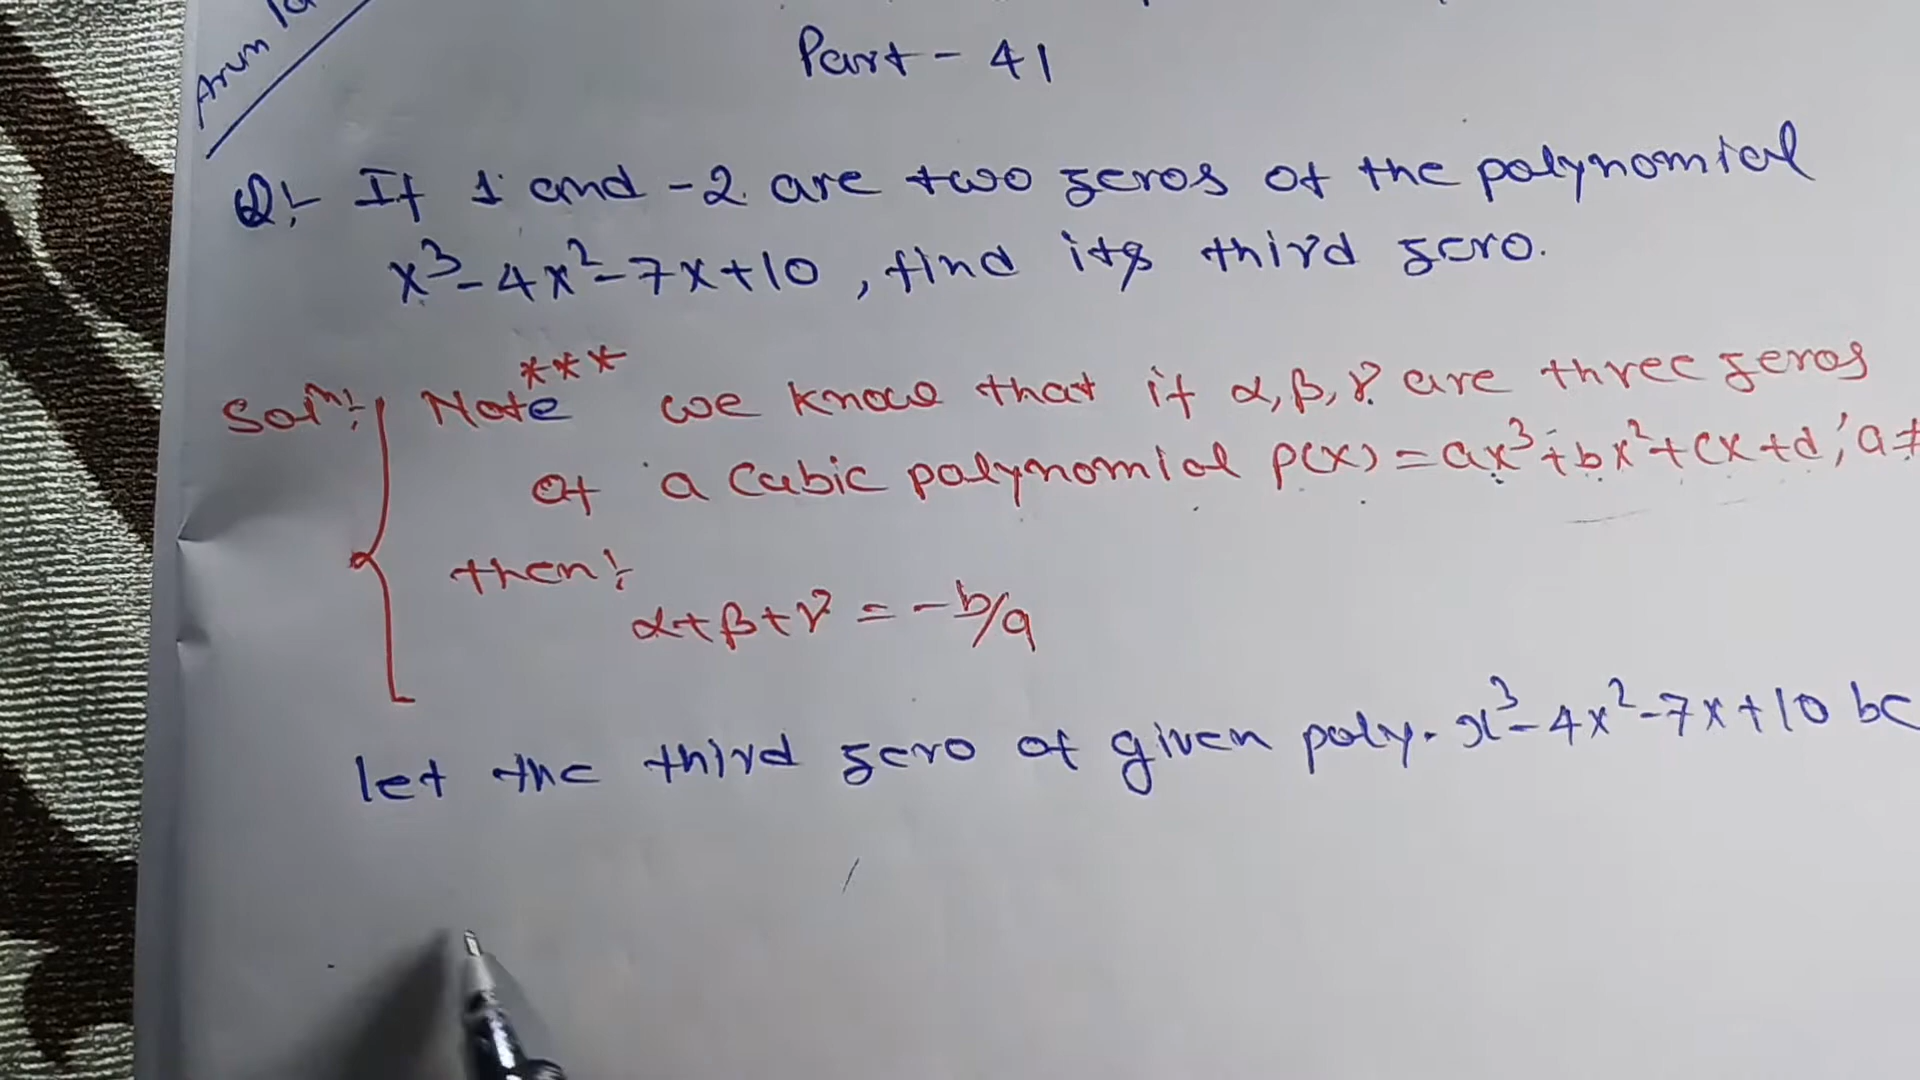 Arun
Part - 41
Q:- If 1 and -2 are two zeros of the polynomial
x³-4x²-7x+10, find its third zero.
Solⁿ:- Note *** we know that if α, β, γ are three zeros
of a cubic polynomial p(x) = ax³+bx²+cx+d; a≠
then:-
α+β+γ = -b/a
let the third zero of given poly. x³-4x²-7x+10 be